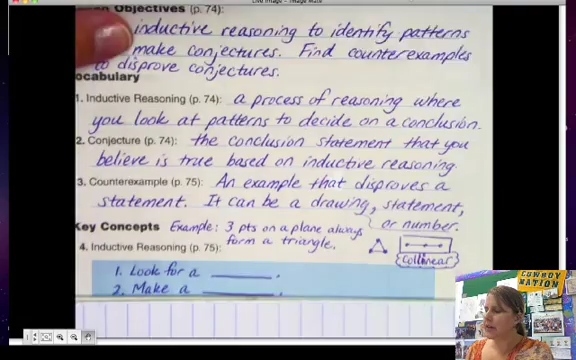 Live Image - Image Mate
Objectives (p. 74):
inductive reasoning to identify patterns
make conjectures. Find counterexamples
to disprove conjectures.
ocabulary
1. Inductive Reasoning (p. 74): a process of reasoning where
you look at patterns to decide on a conclusion.
2. Conjecture (p. 74): the conclusion statement that you
believe is true based on inductive reasoning
3. Counterexample (p. 75): An example that disproves a
statement. It can be a drawing, statement,
or number.
Key Concepts Example: 3 pts on a plane always
form a triangle.
4. Inductive Reasoning (p. 75):
collinear
1. Look for a ______.
2. Make a ______.
COWBOY
NATION